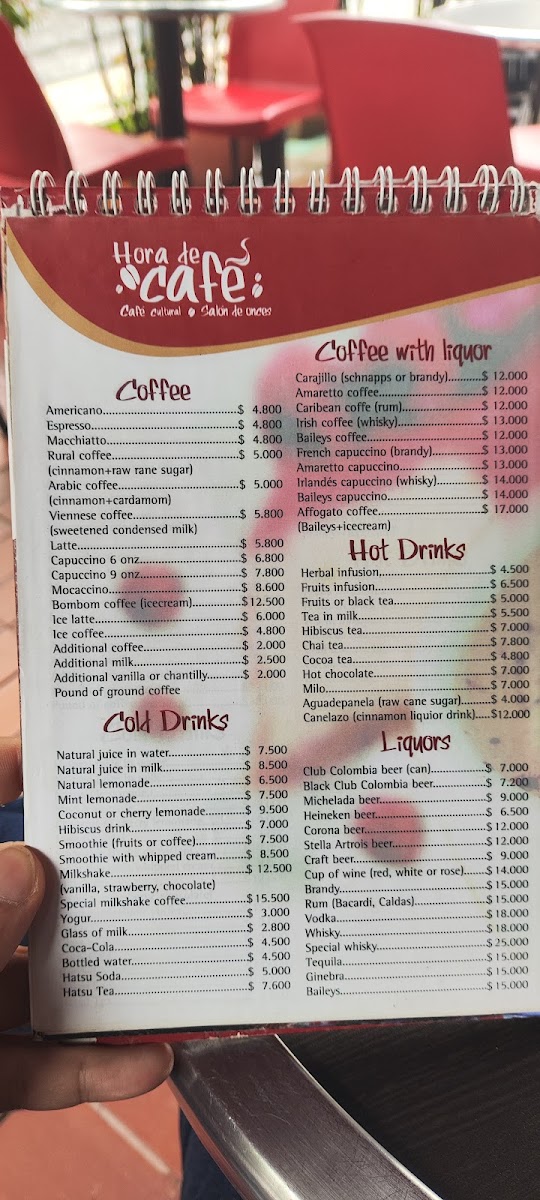 Hora de
café
Café cultural • Salón de onces
Coffee
Americano $ 4.800
Espresso $ 4.800
Macchiatto $ 4.800
Rural coffee $ 5.000
(cinnamon+raw rane sugar)
Arabic coffee $ 5.000
(cinnamon+cardamom)
Viennese coffee $ 5.800
(sweetened condensed milk)
Latte $ 5.800
Capuccino 6 onz $ 6.800
Capuccino 9 onz $ 7.800
Mocaccino $ 8.600
Bombom coffee (icecream) $12.500
Ice latte $ 6.000
Ice coffee $ 4.800
Additional coffee $ 2.000
Additional milk $ 2.500
Additional vanilla or chantilly $ 2.000
Pound of ground coffee
Cold Drinks
Natural juice in water $ 7.500
Natural juice in milk $ 8.500
Natural lemonade $ 6.500
Mint lemonade $ 7.500
Coconut or cherry lemonade $ 9.500
Hibiscus drink $ 7.000
Smoothie (fruits or coffee) $ 7.500
Smoothie with whipped cream $ 8.500
Milkshake $ 12.500
(vanilla, strawberry, chocolate)
Special milkshake coffee $15.500
Yogur $ 3.000
Glass of milk $ 2.800
Coca-Cola $ 4.500
Bottled water $ 4.500
Hatsu Soda $ 5.000
Hatsu Tea $ 7.600
Coffee with liquor
Carajillo (schnapps or brandy) $ 12.000
Amaretto coffee $ 12.000
Caribean coffe (rum) $ 12.000
Irish coffee (whisky) $ 13.000
Baileys coffee $ 12.000
French capuccino (brandy) $ 13.000
Amaretto capuccino $ 13.000
Irlandés capuccino (whisky) $ 14.000
Baileys capuccino $ 14.000
Affogato coffee $ 17.000
(Baileys+icecream)
Hot Drinks
Herbal infusion, $ 4.500
Fruits infusion $ 6.500
Fruits or black tea $ 5.000
Tea in milk $ 5.500
Hibiscus tea $ 7.000
Chai tea $ 7.800
Cocoa tea $ 4.800
Hot chocolate $ 7.000
Milo $ 7.000
Aguadepanela (raw cane sugar) $ 4.000
Canelazo (cinnamon liquior drink) $12.000
Liquors
Club Colombia beer (can) $ 7.000
Black Club Colombia beer $ 7.200
Michelada beer $ 9.000
Heineken beer $ 6.500
Corona beer $ 12.000
Stella Artrois beer $ 12.000
Craft beer $ 9.000
Cup of wine (red, white or rose) $14.000
Brandy $15.000
Rum (Bacardi, Caldas) $15.000
Vodka $18.000
Whisky $18.000
Special whisky $25.000
Tequila $15.000
Ginebra $15.000
Baileys $15.000